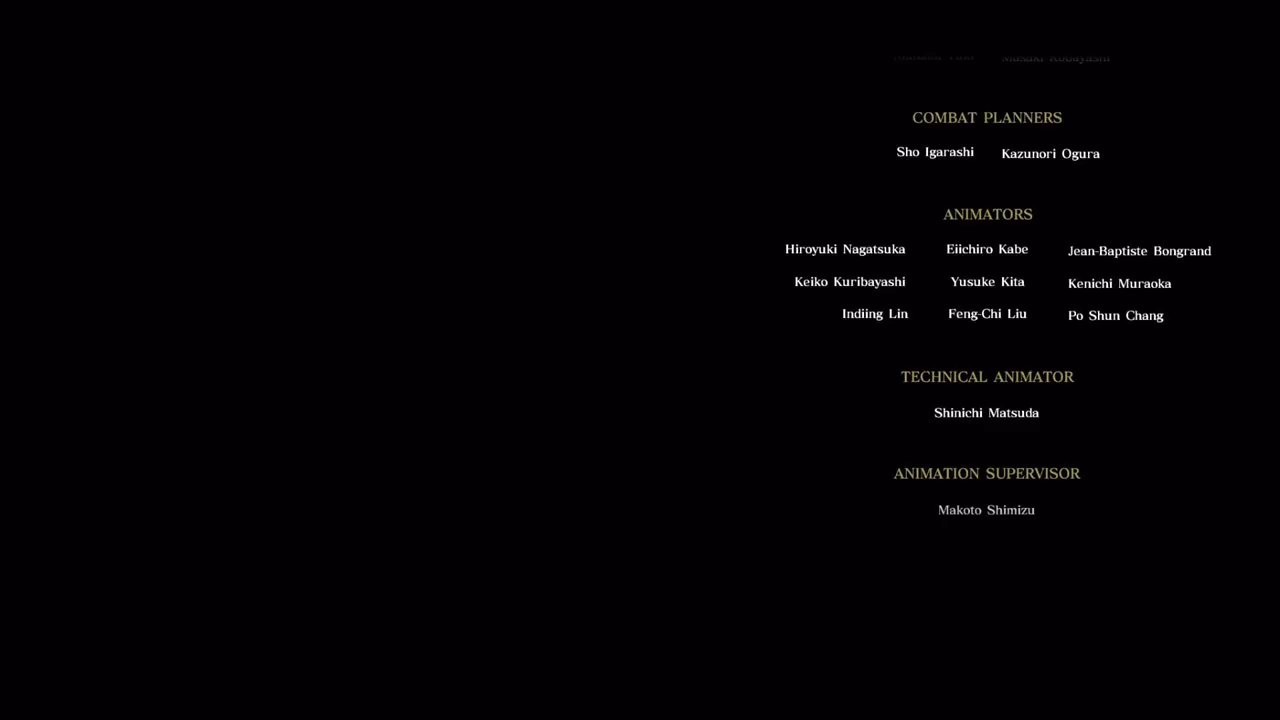 COMBAT PLANNERS
Sho Igarashi Kazunori Ogura
ANIMATORS
Hiroyuki Nagatsuka Eiichiro Kabe Jean-Baptiste Bongrand
Keiko Kuribayashi Yusuke Kita Kenichi Muraoka
Indiing Lin Feng-Chi Liu Po Shun Chang
TECHNICAL ANIMATOR
Shinichi Matsuda
ANIMATION SUPERVISOR
Makoto Shimizu